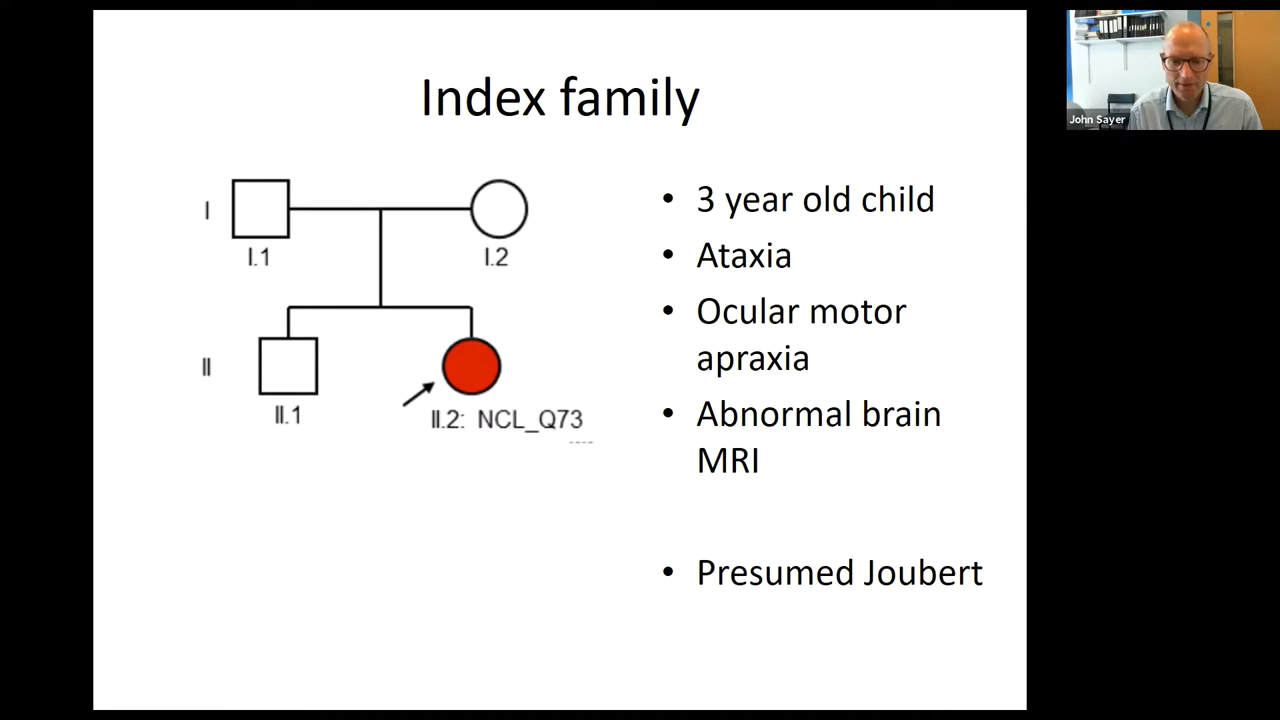 Index family
I
I.1
I.2
II
II.1
II.2: NCL_Q73
• 3 year old child
• Ataxia
• Ocular motor
apraxia
• Abnormal brain
MRI
• Presumed Joubert
John Sayer